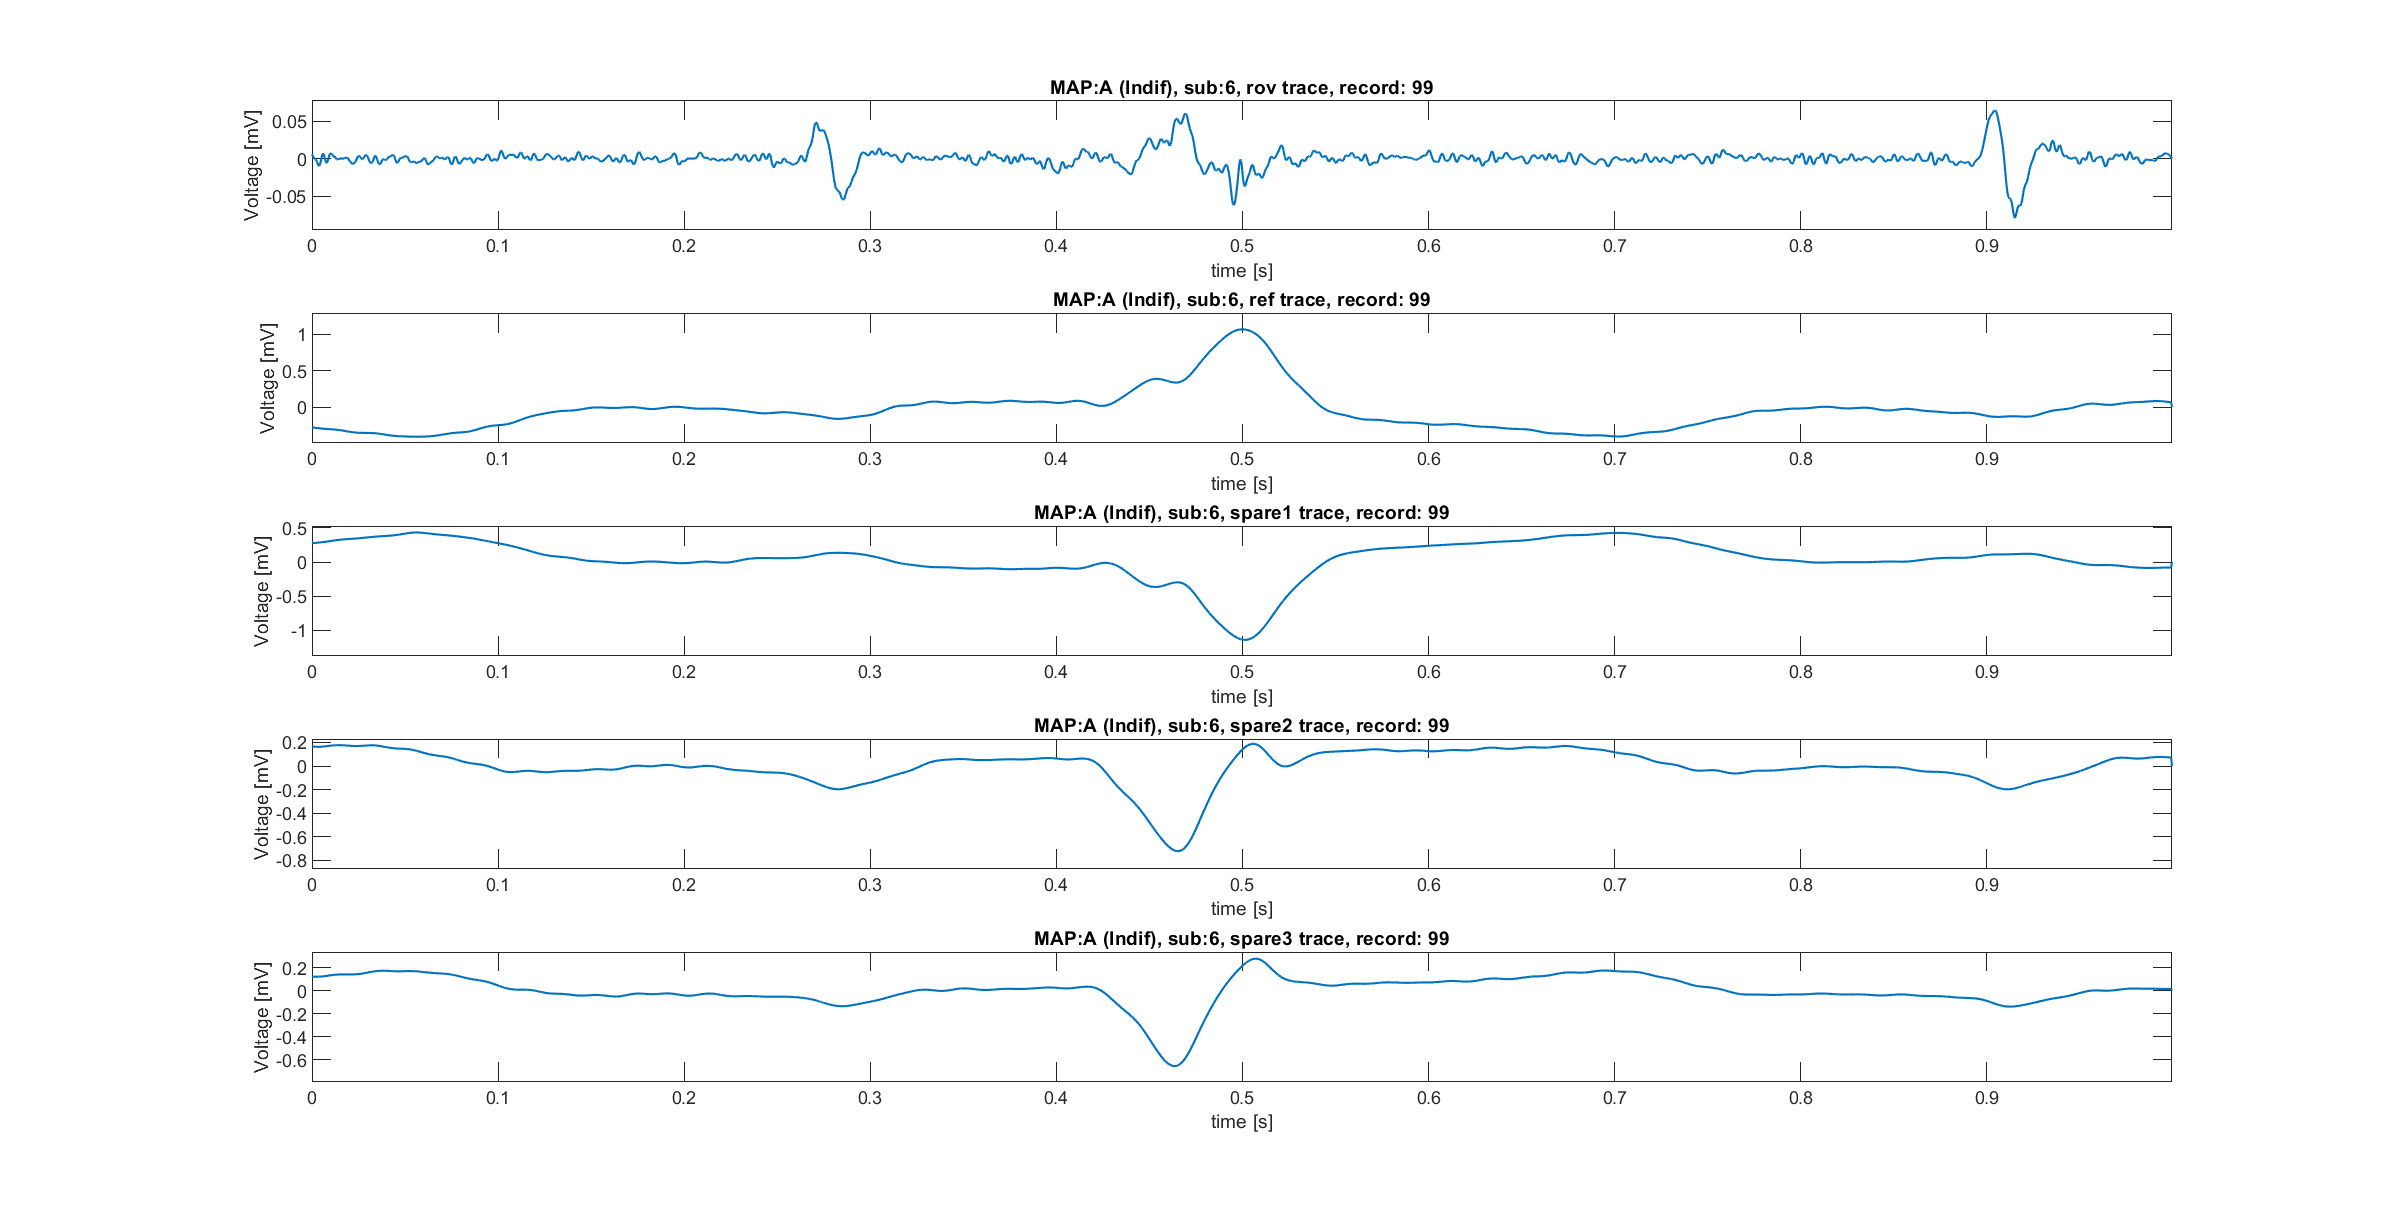 MAP:A (Indif), sub:6, rov trace, record: 99
Voltage [mV]
0.05
0
-0.05
0 0.1 0.2 0.3 0.4 0.5 0.6 0.7 0.8 0.9
time [s]
MAP:A (Indif), sub:6, ref trace, record: 99
Voltage [mV]
1
0.5
0
0 0.1 0.2 0.3 0.4 0.5 0.6 0.7 0.8 0.9
time [s]
MAP:A (Indif), sub:6, spare1 trace, record: 99
Voltage [mV]
0.5
0
-0.5
-1
0 0.1 0.2 0.3 0.4 0.5 0.6 0.7 0.8 0.9
time [s]
MAP:A (Indif), sub:6, spare2 trace, record: 99
Voltage [mV]
0.2
0
-0.2
-0.4
-0.6
-0.8
0 0.1 0.2 0.3 0.4 0.5 0.6 0.7 0.8 0.9
time [s]
MAP:A (Indif), sub:6, spare3 trace, record: 99
Voltage [mV]
0.2
0
-0.2
-0.4
-0.6
0 0.1 0.2 0.3 0.4 0.5 0.6 0.7 0.8 0.9
time [s]